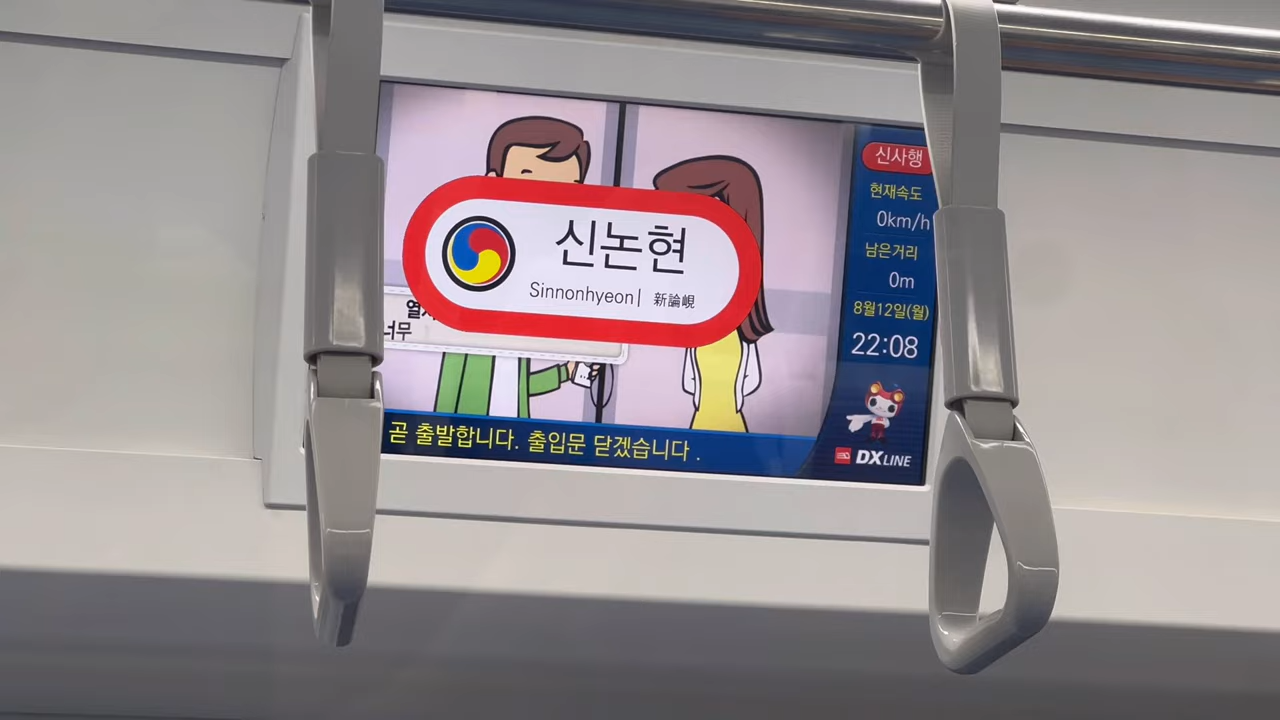 신논현
Sinnonhyeon| 新論峴
너무
곧 출발합니다. 출입문 닫겠습니다.
신사행
현재속도
0km/h
남은거리
0m
8월12일(월)
22:08
DX LINE